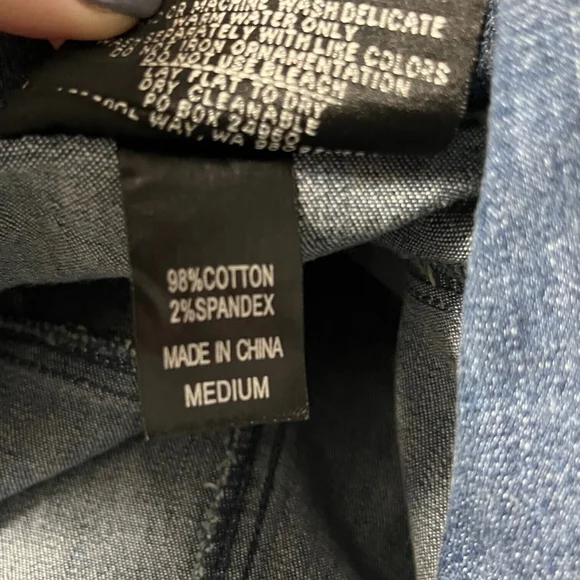 MACHINE WASH DELICATE
WARM WATER ONLY
SEPARATELY WITH LIKE COLORS
DO NOT IRON ORNAMENTATION
DO NOT USE BLEACH
LAY FLAT TO DRY
DRY CLEANABLE
PO BOX 24960
WAY, WA
98%COTTON
2%SPANDEX
MADE IN CHINA
MEDIUM